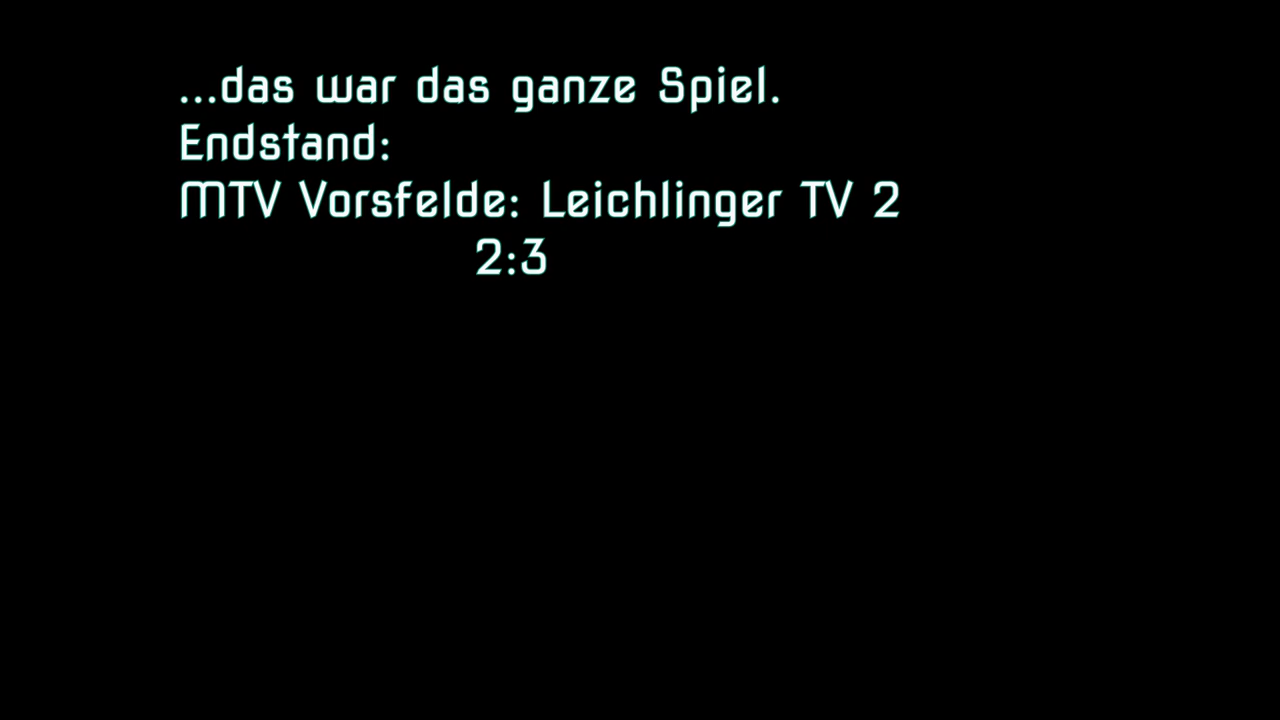 ...das war das ganze Spiel.
Endstand:
MTV Vorsfelde: Leichlinger TV 2
2:3